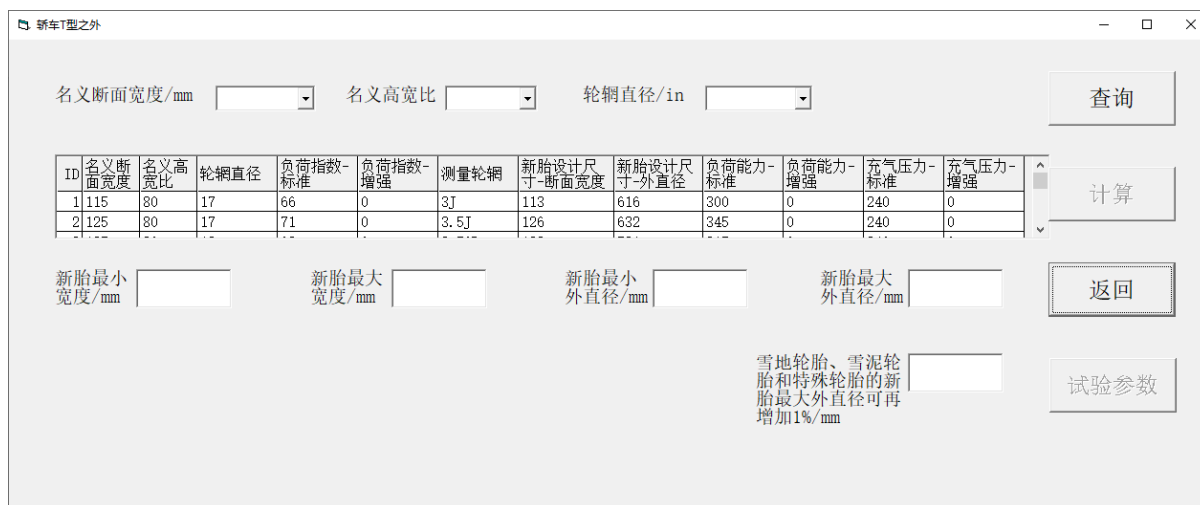 轿车T型之外
名义断面宽度/mm 名义高宽比 轮辋直径/in 查询
ID 名义断面宽度 名义高宽比 轮辋直径 负荷指数-标准 负荷指数-增强 测量轮辋 新胎设计尺寸-断面宽度 新胎设计尺寸-外直径 负荷能力-标准 负荷能力-增强 充气压力-标准 充气压力-增强
1 115 80 17 66 0 3J 113 616 300 0 240 0
2 125 80 17 71 0 3.5J 126 632 345 0 240 0
计算
新胎最小 新胎最大 新胎最小 新胎最大
宽度/mm 宽度/mm 外直径/mm 外直径/mm
返回
雪地轮胎、雪泥轮
胎和特殊轮胎的新
胎最大外直径可再
增加1%/mm
试验参数